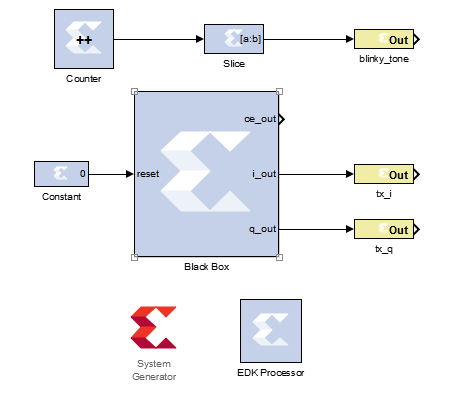 ++
Counter
[a:b]
Slice
Out
blinky_tone
ce_out
0
Constant
reset
i_out
Out
tx_i
q_out
Out
tx_q
Black Box
System
Generator
EDK Processor